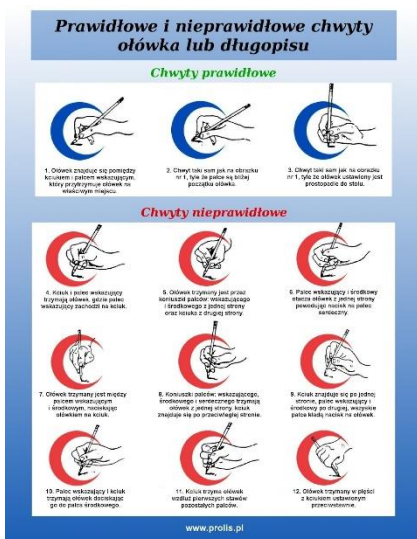 Prawidłowe i nieprawidłowe chwyty
ołówka lub długopisu
Chwyty prawidłowe
1. Ołówek znajduje się pomiędzy
kciukiem i palcem wskazującym,
który przytrzymuje ołówek na
właściwym miejscu.
2. Chwyt taki sam jak na obrazku
nr 1, tyle że palce są bliżej
początku ołówka.
3. Chwyt taki sam jak na obrazku
nr 1, tyle że ołówek ustawiony jest
prostopadle do stołu.
Chwyty nieprawidłowe
4. Kciuk i palec wskazujący
trzymają ołówek, gdzie palec
wskazujący zachodzi na kciuk.
5. Ołówek trzymany jest przez
koniuszki palców: wskazującego
i środkowego z jednej strony
oraz kciuka z drugiej strony
6. Palec wskazujący i środkowy
otacza ołówek z jednej strony
powodując nacisk na palec
serdeczny.
7. Ołówek trzymany jest między
palcem wskazującym
i środkowym, naciskając
ołówkiem na kciuk.
8. Koniuszki palców: wskazującego,
środkowego i serdecznego trzymają
ołówek z jednej strony, kciuk
znajduje się po przeciwległej stronie.
9. Kciuk znajduje się po jednej
stronie, palec wskazujący i
środkowy po drugiej, wszystkie
palce kładą nacisk na ołówek.
10. Palec wskazujący i kciuk
trzymają ołówek dociskając
go do palca środkowego.
11. Kciuk trzyma ołówek
wzdłuż pierwszych stawów
pozostałych palców.
12. Ołówek trzymany w pięści
z kciukiem ustawionym
przeciwstawnie.
www.prolis.pl